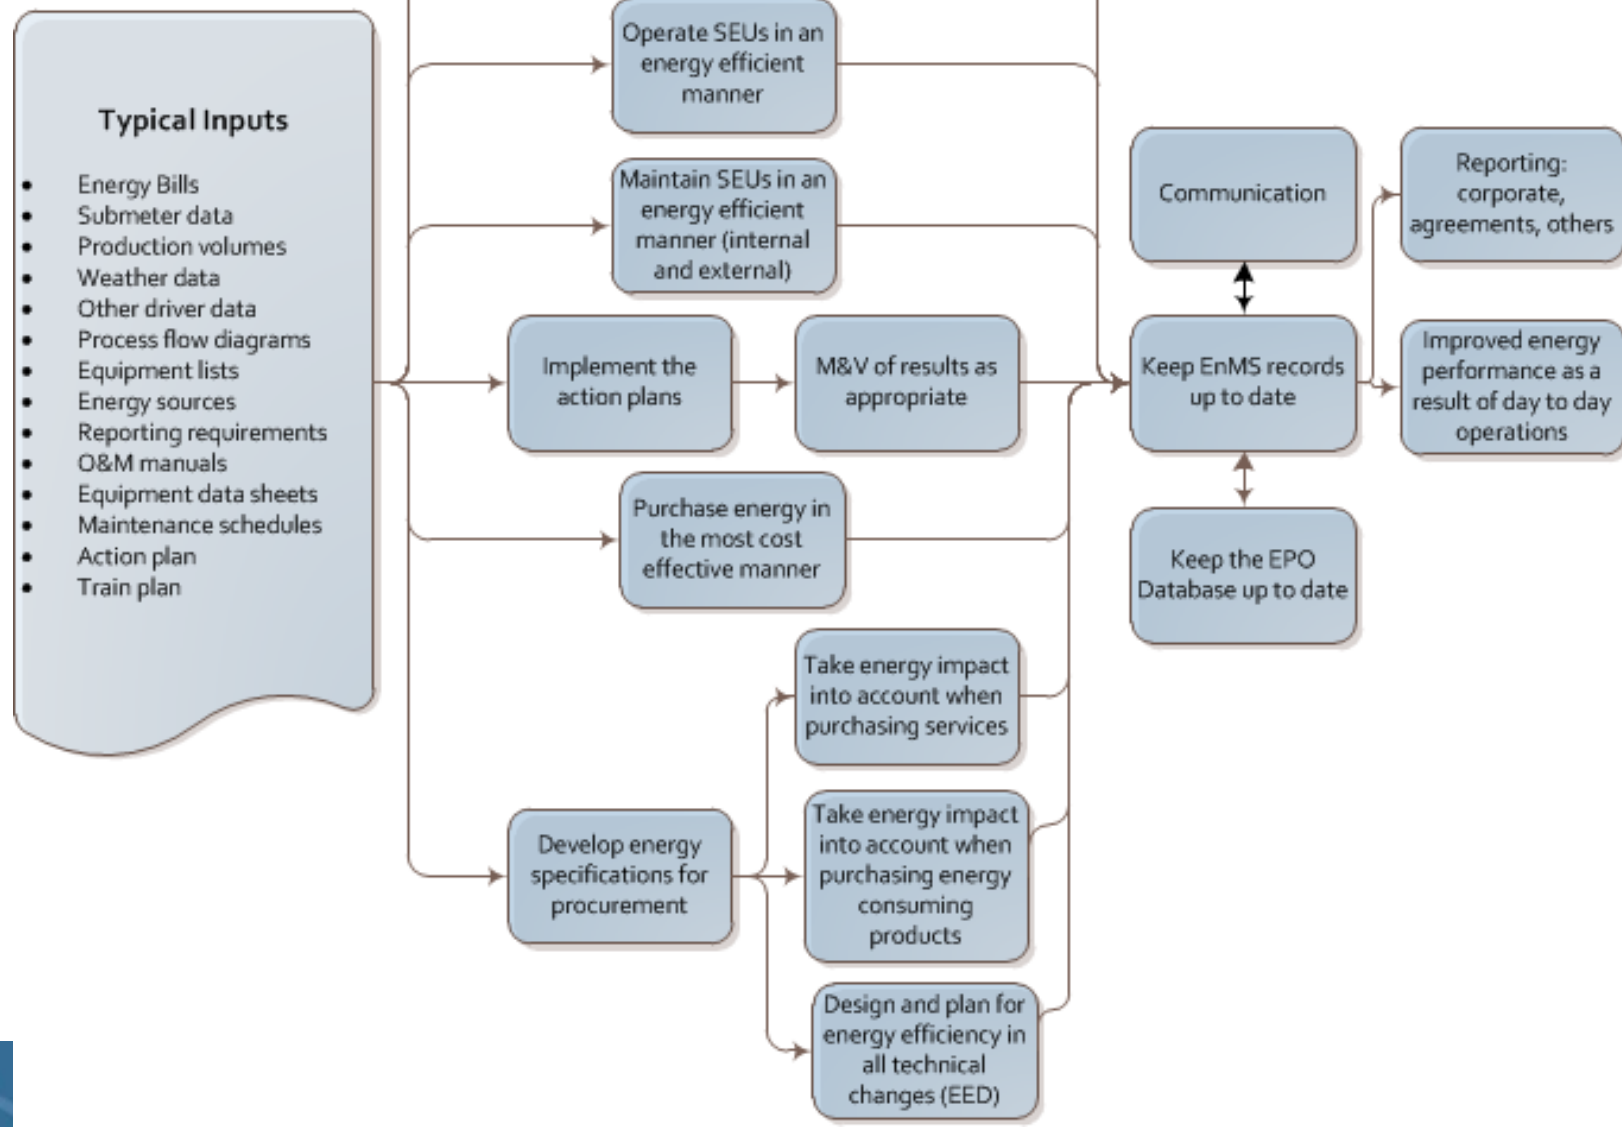 Typical Inputs
Energy Bills
Submeter data
Production volumes
Weather data
Other driver data
Process flow diagrams
Equipment lists
Energy sources
Reporting requirements
O&M manuals
Equipment data sheets
Maintenance schedules
Action plan
Train plan
Operate SEUs in an
energy efficient
manner
Maintain SEUs in an
energy efficient
manner (internal
and external)
Implement the
action plans
M&V of results as
appropriate
Purchase energy in
the most cost
effective manner
Develop energy
specifications for
procurement
Take energy impact
into account when
purchasing services
Take energy impact
into account when
purchasing energy
consuming
products
Design and plan for
energy efficiency in
all technical
changes (EED)
Communication
Keep EnMS records
up to date
Keep the EPO
Database up to date
Reporting:
corporate,
agreements, others
Improved energy
performance as a
result of day to day
operations